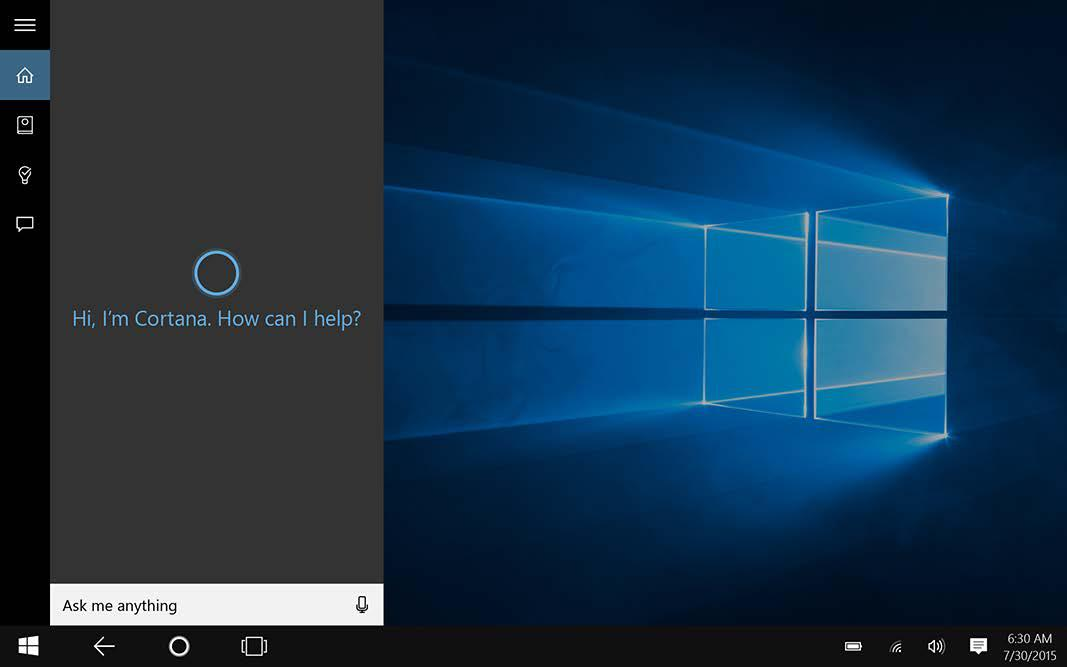 Hi, I'm Cortana. How can I help?
Ask me anything
6:30 AM
7/30/2015